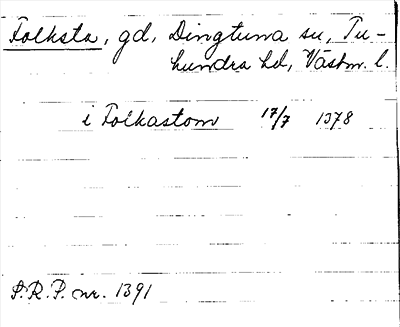 Folksta, gd, Dingtuna sn, Tu-
hundra hd, Västm. l.
i Folkastom 17/7 1378
S.R.P. nr. 1391